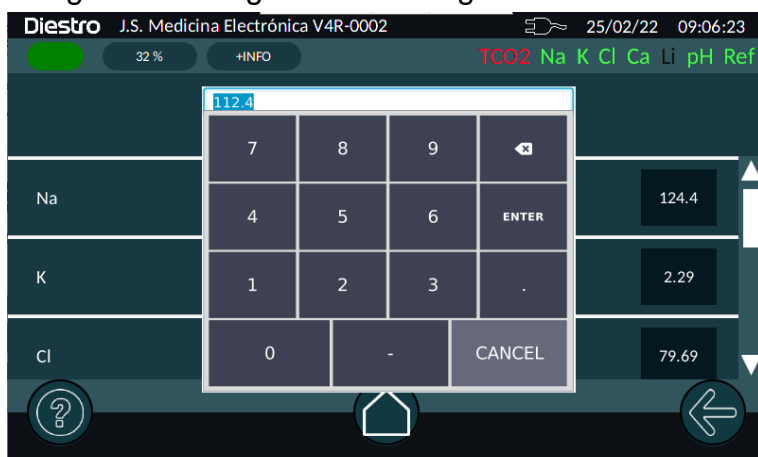 Diestro J.S. Medicina Electrónica V4R-0002 25/02/22 09:06:23
32 % +INFO TCO2 Na K Cl Ca Li pH Ref
112.4
7 8 9
Na 124.4
4 5 6 ENTER
K 2.29
1 2 3 .
0 - CANCEL
Cl 79.69
?